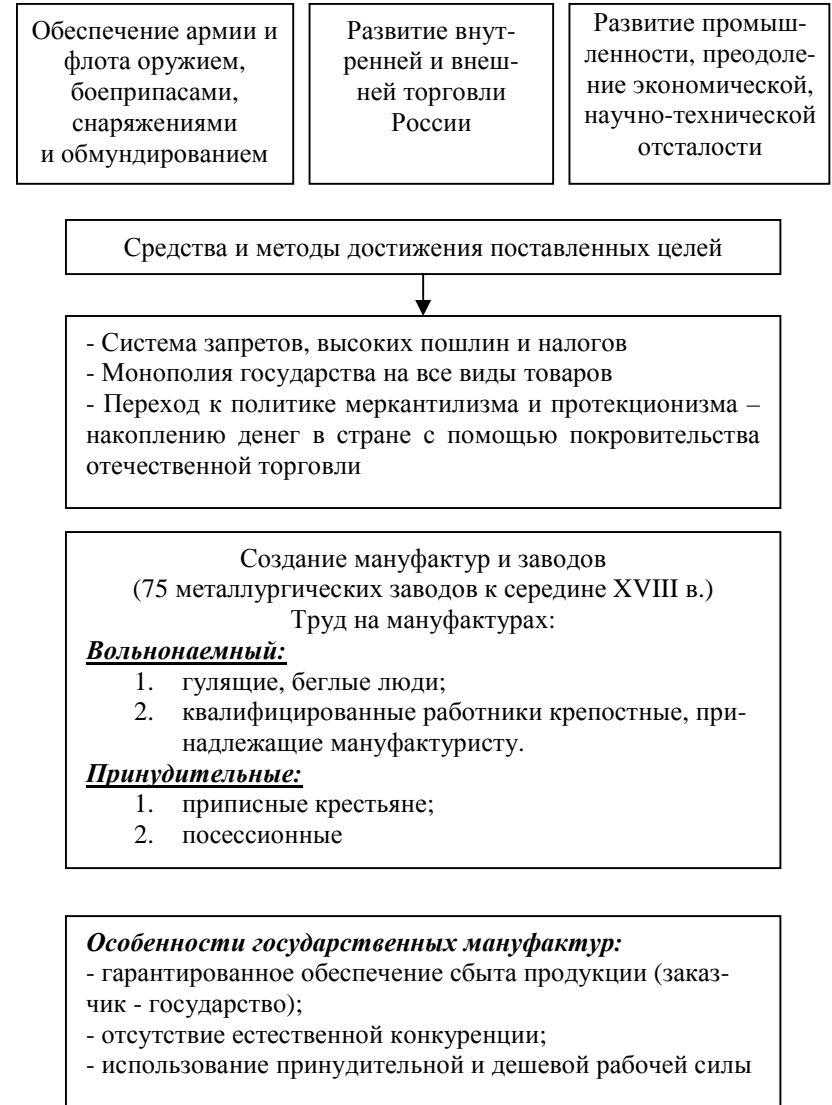 Обеспечение армии и
флота оружием,
боеприпасами,
снаряжениями
и обмундированием
Развитие внут-
ренней и внеш-
ней торговли
России
Развитие промыш-
ленности, преодоле-
ние экономической,
научно-технической
отсталости
Средства и методы достижения поставленных целей
- Система запретов, высоких пошлин и налогов
- Монополия государства на все виды товаров
- Переход к политике меркантилизма и протекционизма –
накоплению денег в стране с помощью покровительства
отечественной торговли
Создание мануфактур и заводов
(75 металлургических заводов к середине XVIII в.)
Труд на мануфактурах:
Вольнонаемный:
1. гулящие, беглые люди;
2. квалифицированные работники крепостные, при-
надлежащие мануфактуристу.
Принудительные:
1. приписные крестьяне;
2. посессионные
Особенности государственных мануфактур:
- гарантированное обеспечение сбыта продукции (заказ-
чик - государство);
- отсутствие естественной конкуренции;
- использование принудительной и дешевой рабочей силы